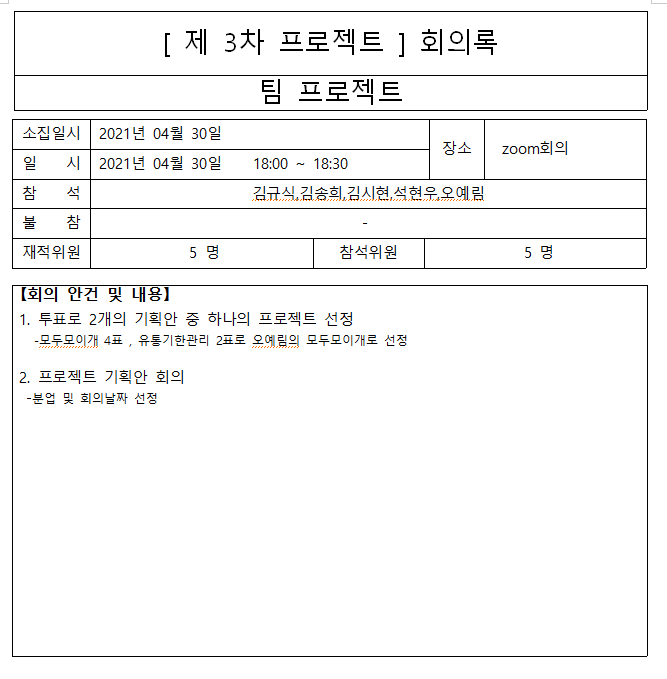 [ 제 3차 프로젝트 ] 회의록
팀 프로젝트
소집일시 2021년 04월 30일
장소 zoom회의
일 시 2021년 04월 30일 18:00 ~ 18:30
참 석 김규식,김송희,김시현,석현우,오예림
불 참 -
재적위원 5 명 참석위원 5 명
【회의 안건 및 내용】
1. 투표로 2개의 기획안 중 하나의 프로젝트 선정
-모두모이개 4표 , 유통기한관리 2표로 오예림의 모두모이개로 선정
2. 프로젝트 기획안 회의
-분업 및 회의날짜 선정